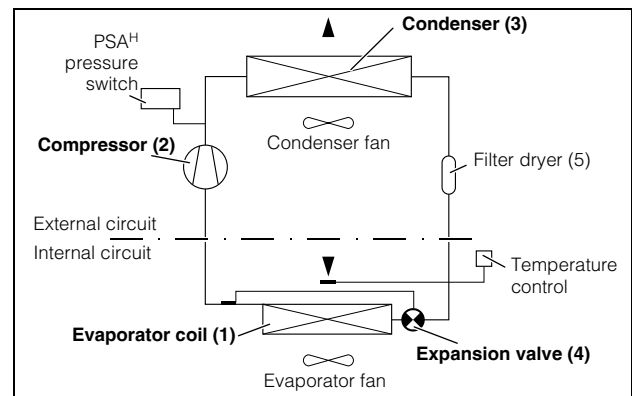 PSAH
pressure
switch
Condenser (3)
Compressor (2)
Condenser fan
Filter dryer (5)
External circuit
Internal circuit
Temperature
control
Evaporator coil (1)
Expansion valve (4)
Evaporator fan